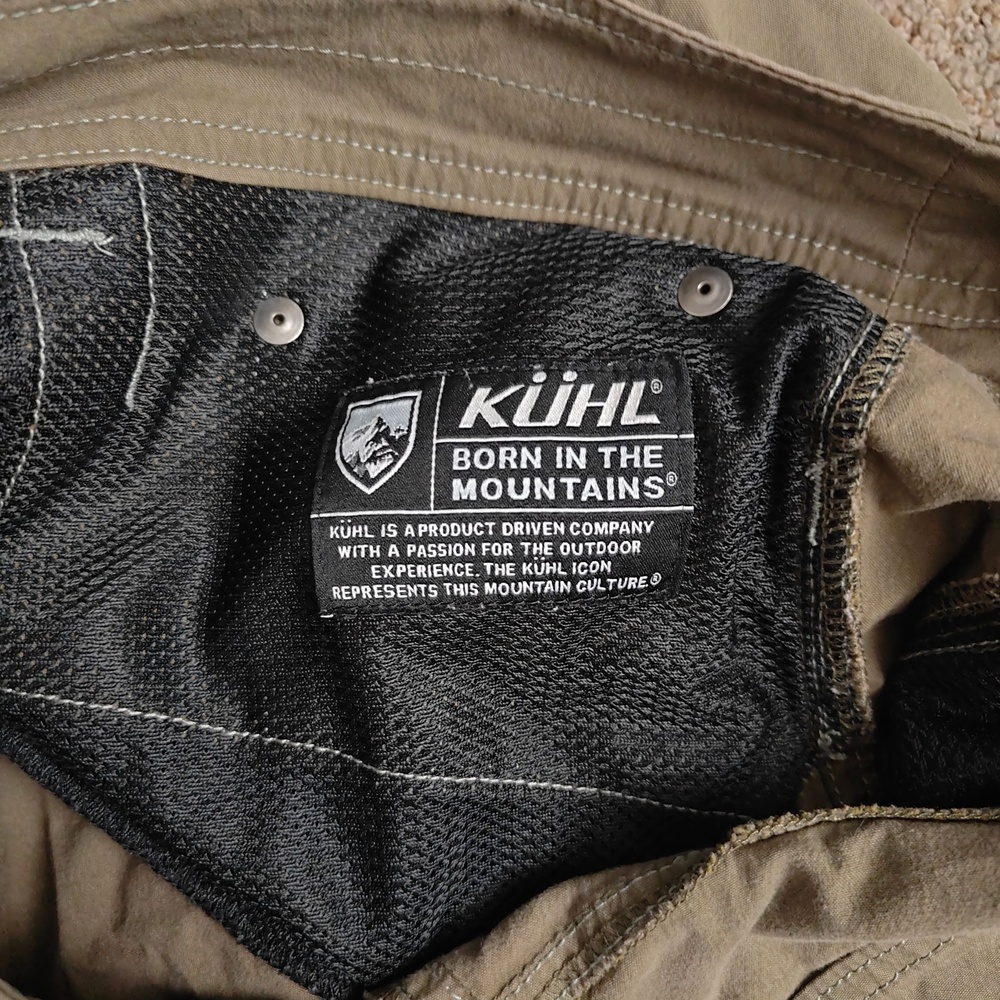 KÜHL®
BORN IN THE
MOUNTAINS®
KÜHL IS A PRODUCT DRIVEN COMPANY
WITH A PASSION FOR THE OUTDOOR
EXPERIENCE. THE KÜHL ICON
REPRESENTS THIS MOUNTAIN CULTURE.®